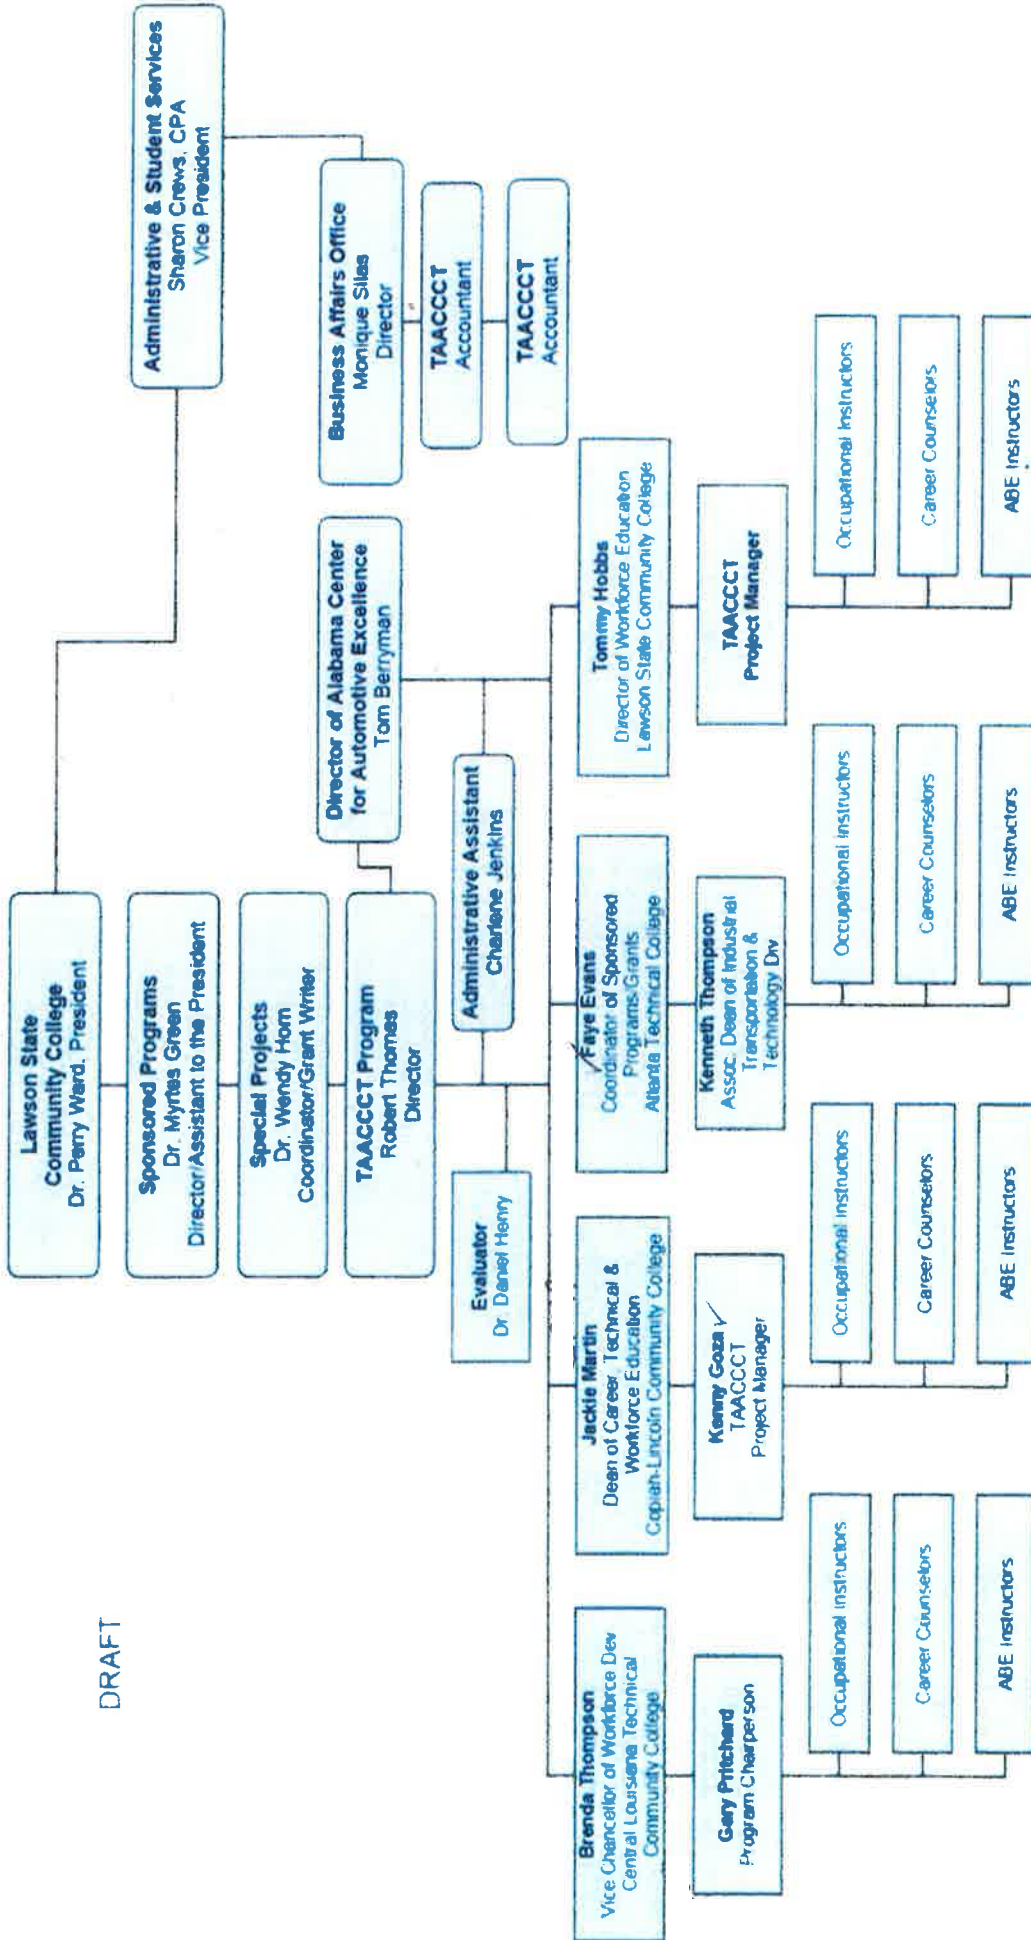 DRAFT
Lawson State
Community College
Dr. Perry Ward, President
Administrative & Student Services
Sharon Crews, CPA
Vice President
Sponsored Programs
Dr. Myrtes Green
Director/Assistant to the President
Special Projects
Dr. Wendy Horn
Coordinator/Grant Writer
TAACCCT Program
Robert Thomas
Director
Director of Alabama Center
for Automotive Excellence
Tom Berryman
Business Affairs Office
Monique Silas
Director
TAACCCT
Accountant
TAACCCT
Accountant
Evaluator
Dr. Daniel Henry
Administrative Assistant
Charlene Jenkins
Brenda Thompson
Vice Chancellor of Workforce Dev
Central Louisiana Technical
Community College
Gary Pritchard
Program Chairperson
Occupational Instructors
Career Counselors
ABE Instructors
Jackie Martin
Dean of Career, Technical &
Workforce Education
Copiah-Lincoln Community College
Kenny Goza ✓
TAACCCT
Project Manager
Occupational Instructors
Career Counselors
ABE Instructors
✓ Faye Evans
Coordinator of Sponsored
Programs/Grants
Atlanta Technical College
Kenneth Thompson
Assoc. Dean of Industrial
Transporation &
Technology Div
Occupational Instructors
Career Counselors
ABE Instructors
Tommy Hobbs
Director of Workforce Education
Lawson State Community College
TAACCCT
Project Manager
Occupational Instructors
Career Counselors
ABE Instructors